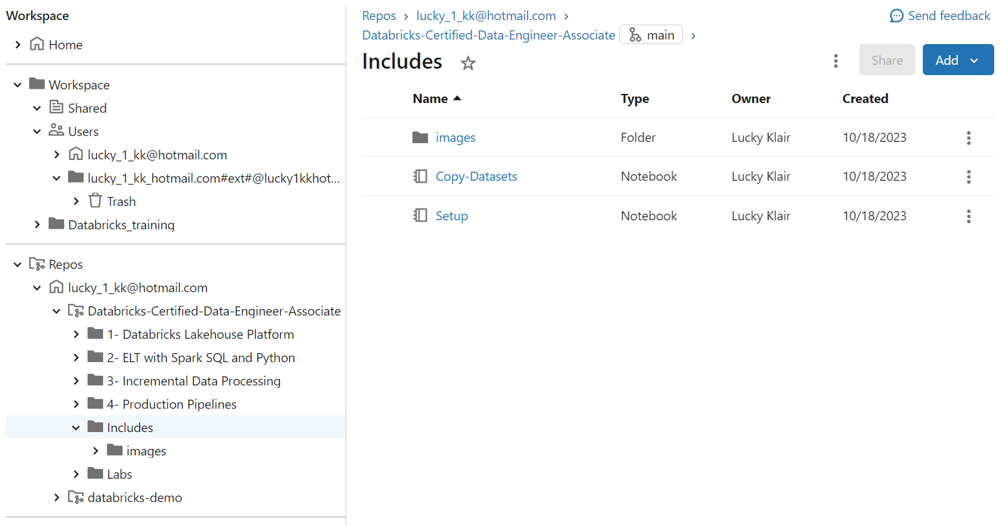 Workspace
Home
Workspace
Shared
Users
lucky_1_kk@hotmail.com
lucky_1_kk_hotmail.com#ext#@lucky1kkhot...
Trash
Databricks_training
Repos
lucky_1_kk@hotmail.com
Databricks-Certified-Data-Engineer-Associate
1- Databricks Lakehouse Platform
2- ELT with Spark SQL and Python
3- Incremental Data Processing
4- Production Pipelines
Includes
images
Labs
databricks-demo
Repos > lucky_1_kk@hotmail.com > Send feedback
Databricks-Certified-Data-Engineer-Associate main >
Includes Share Add
Name Type Owner Created
images Folder Lucky Klair 10/18/2023
Copy-Datasets Notebook Lucky Klair 10/18/2023
Setup Notebook Lucky Klair 10/18/2023